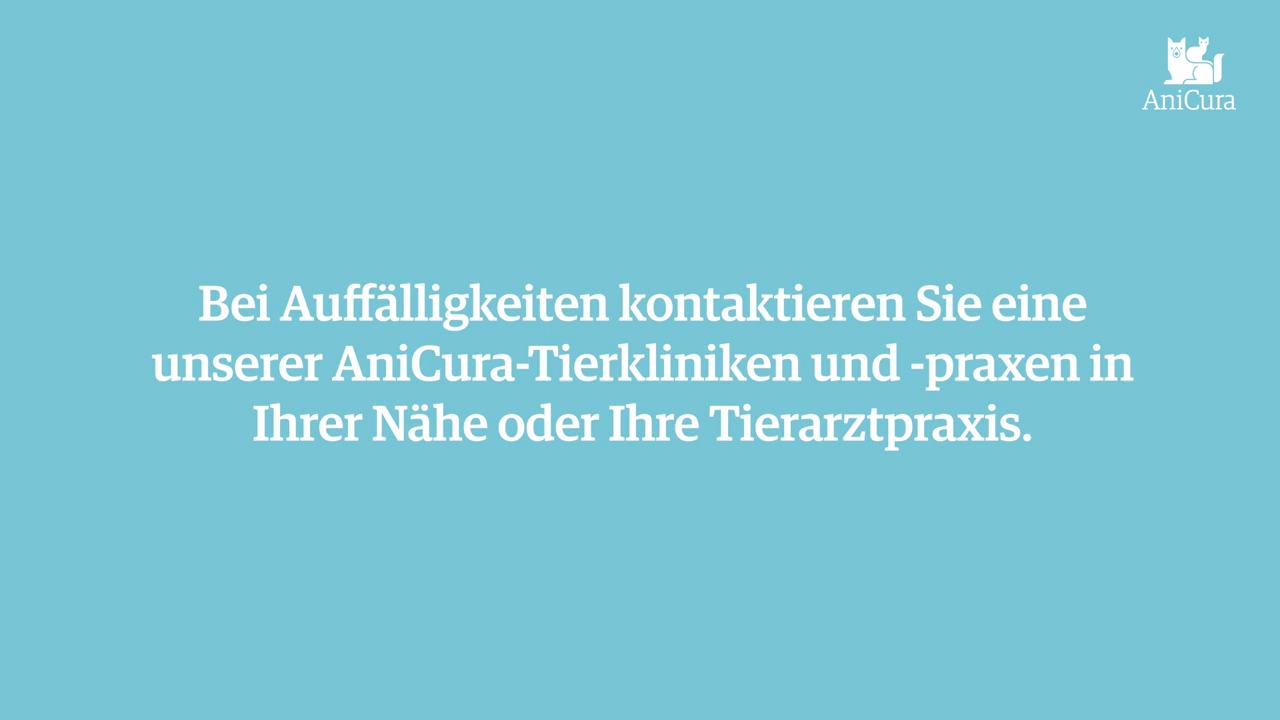 AniCura
Bei Auffälligkeiten kontaktieren Sie eine
unserer AniCura-Tierkliniken und -praxen in
Ihrer Nähe oder Ihre Tierarztpraxis.